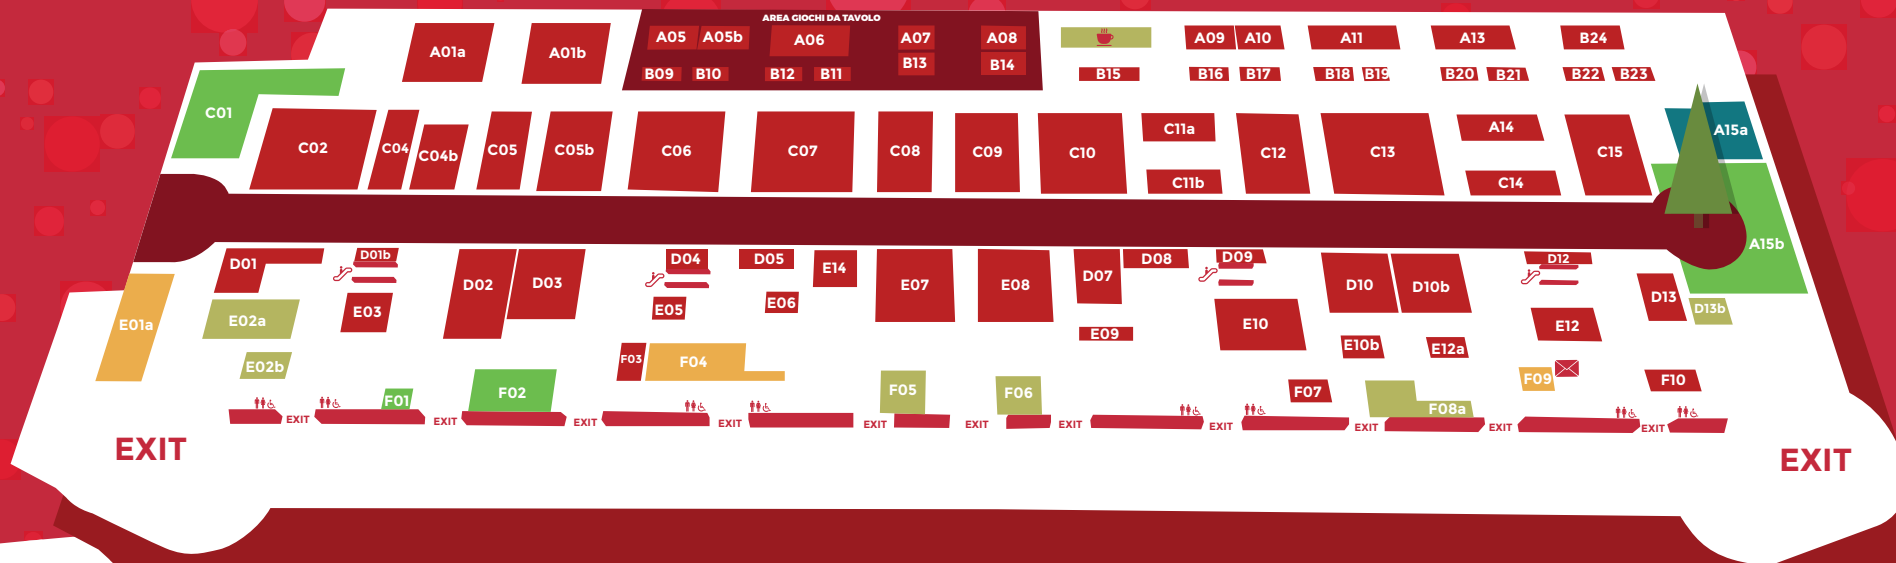 AREA GIOCHI DA TAVOLO
A01a A01b A05 A05b A06 A07 A08 A09 A10 A11 A13 B24
B09 B10 B12 B11 B13 B14 B15 B16 B17 B18 B19 B20 B21 B22 B23
C01 C02 C04 C04b C05 C05b C06 C07 C08 C09 C10 C11a C12 C13 A14 C15 A15a
C11b C14
A15b
D01 D01b D02 D03 D04 D05 E14 E07 E08 D07 D08 D09 D10 D10b D12 D13 D13b
E01a E02a E03 E05 E06 E09 E10 E12
E02b F03 F04 E10b E12a F09 F10
F01 F02 F05 F06 F07 F08a
EXIT EXIT EXIT EXIT EXIT EXIT EXIT EXIT EXIT EXIT EXIT
EXIT EXIT